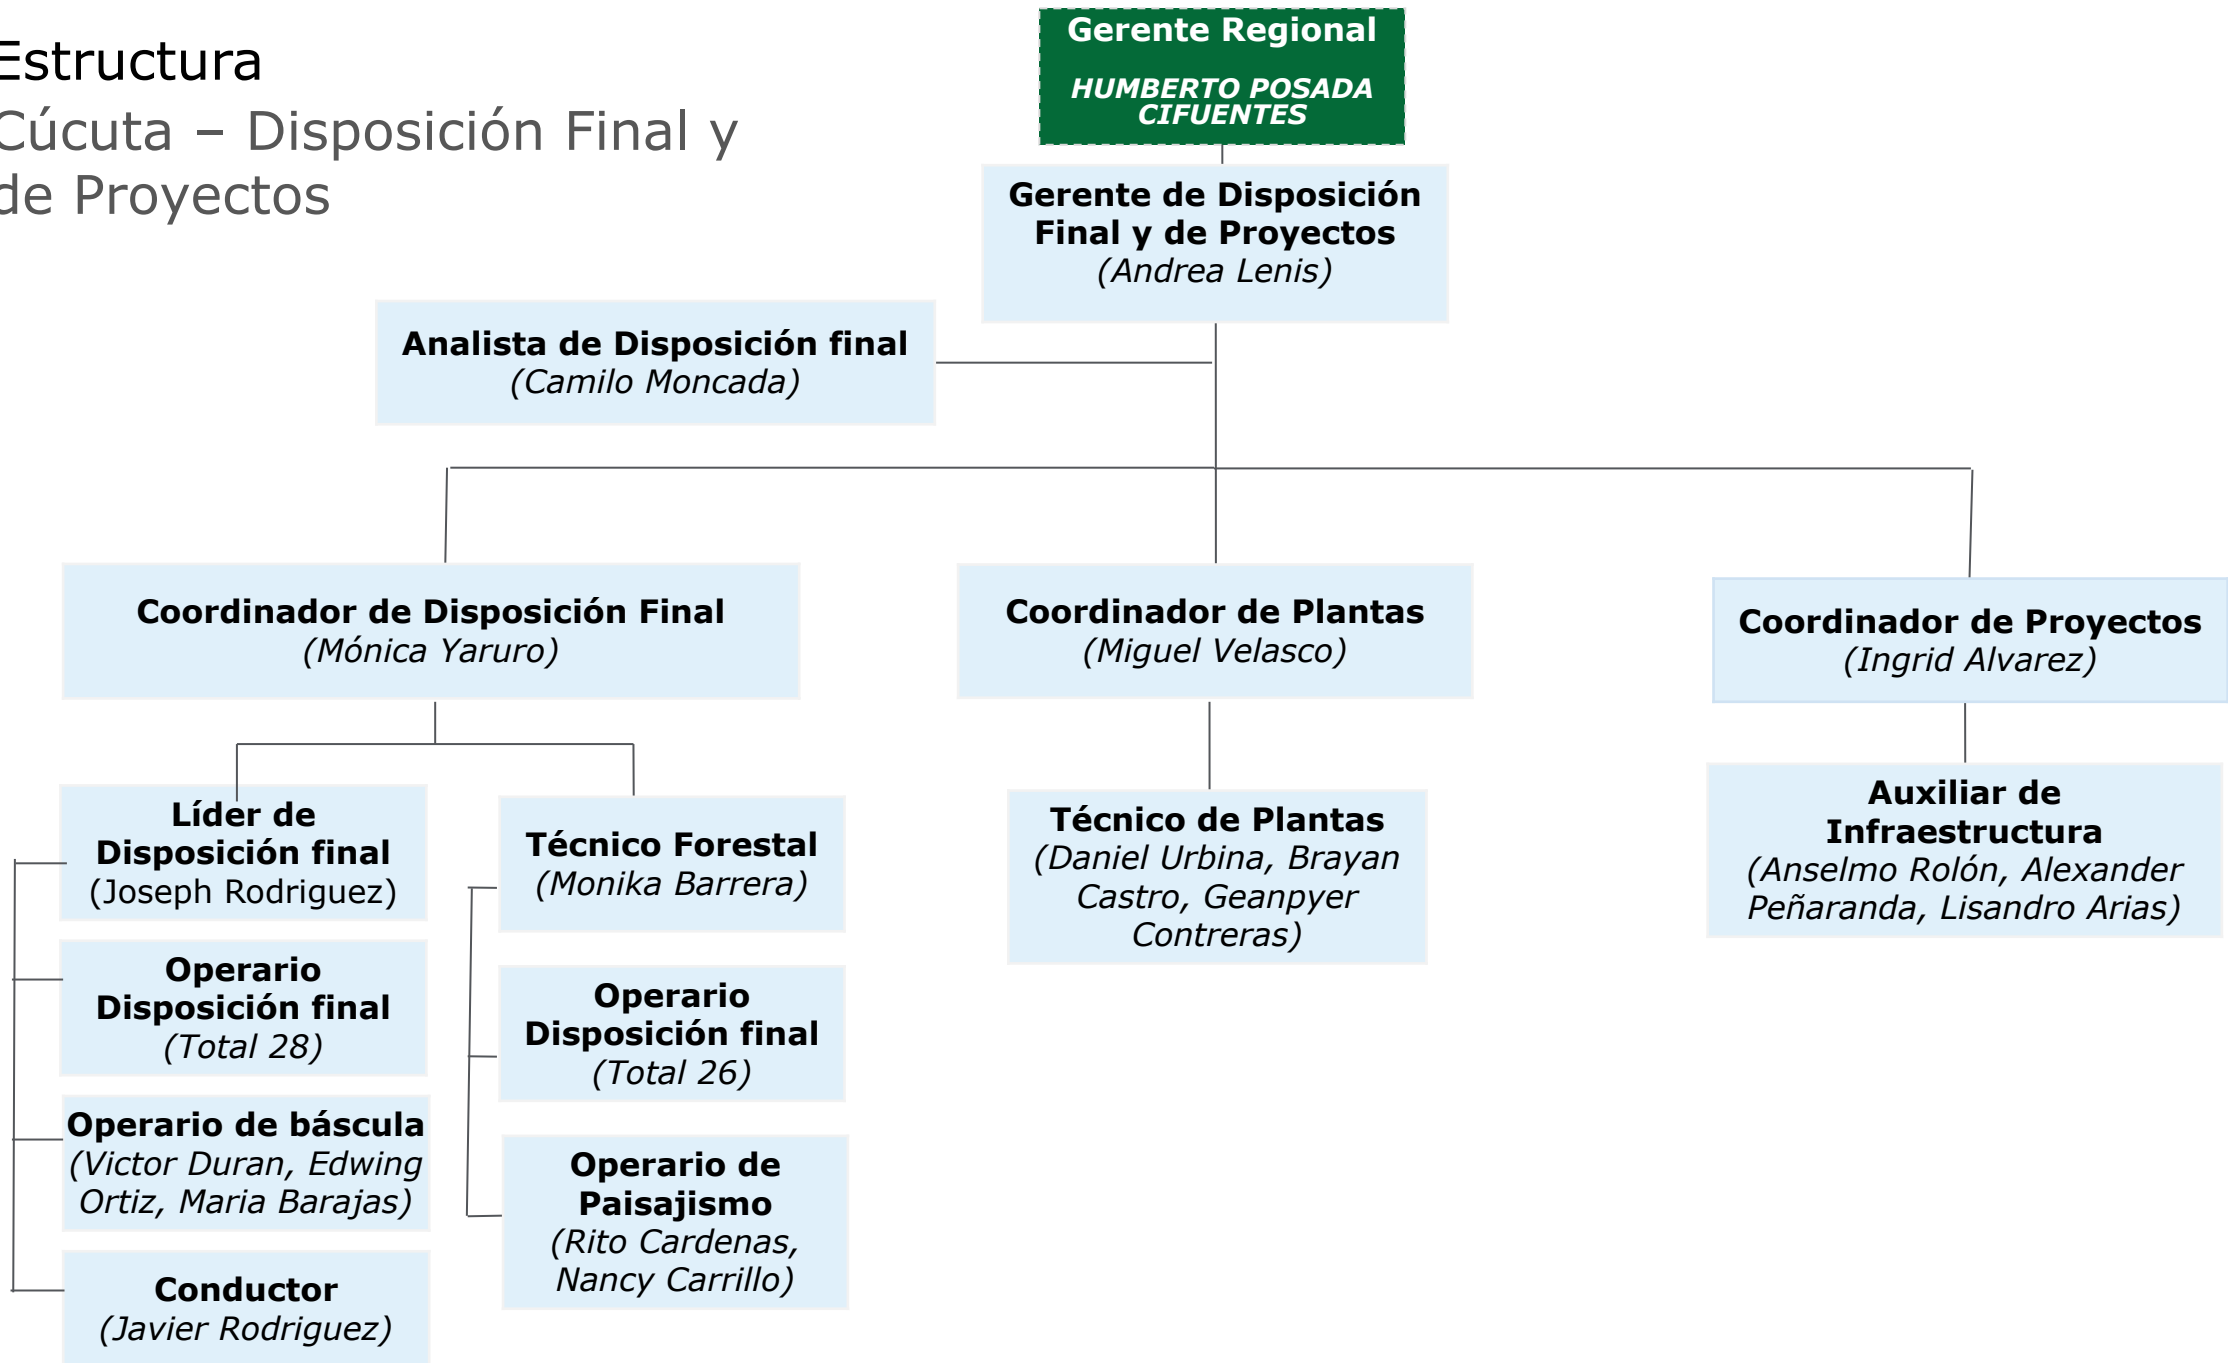 Estructura
Cúcuta – Disposición Final y
de Proyectos
Gerente Regional
HUMBERTO POSADA
CIFUENTES
Gerente de Disposición
Final y de Proyectos
(Andrea Lenis)
Analista de Disposición final
(Camilo Moncada)
Coordinador de Disposición Final
(Mónica Yaruro)
Coordinador de Plantas
(Miguel Velasco)
Coordinador de Proyectos
(Ingrid Alvarez)
Líder de
Disposición final
(Joseph Rodriguez)
Operario
Disposición final
(Total 28)
Operario de báscula
(Victor Duran, Edwing
Ortiz, Maria Barajas)
Conductor
(Javier Rodriguez)
Técnico Forestal
(Monika Barrera)
Operario
Disposición final
(Total 26)
Operario de
Paisajismo
(Rito Cardenas,
Nancy Carrillo)
Técnico de Plantas
(Daniel Urbina, Brayan
Castro, Geanpyer
Contreras)
Auxiliar de
Infraestructura
(Anselmo Rolón, Alexander
Peñaranda, Lisandro Arias)